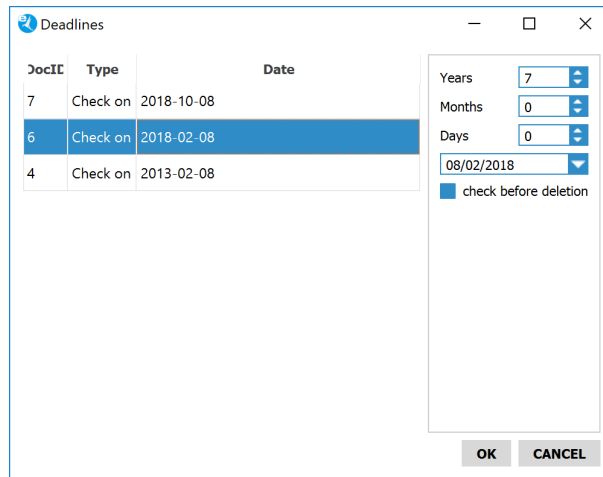 Deadlines
DocID Type Date
7 Check on 2018-10-08
6 Check on 2018-02-08
4 Check on 2013-02-08
Years 7
Months 0
Days 0
08/02/2018
check before deletion
OK CANCEL